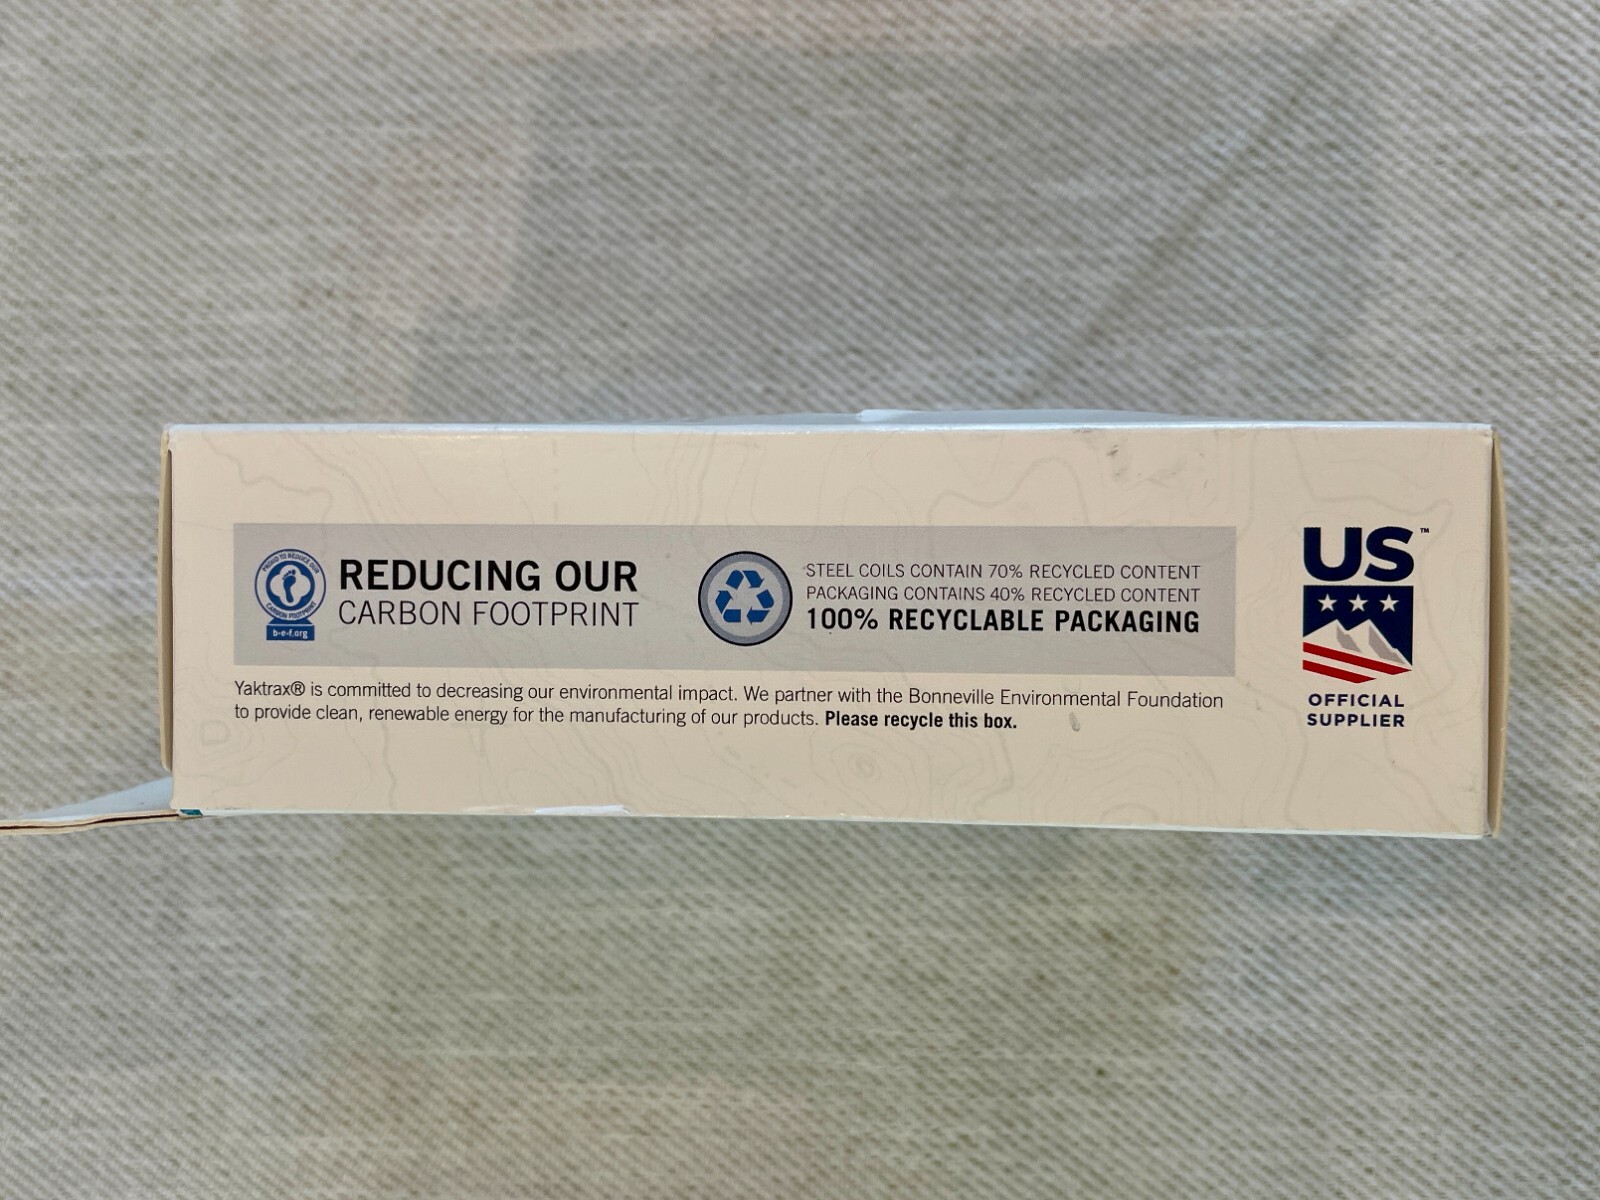 PROUD TO REDUCE OUR
CARBON FOOTPRINT
b-e-f.org
REDUCING OUR
CARBON FOOTPRINT
STEEL COILS CONTAIN 70% RECYCLED CONTENT
PACKAGING CONTAINS 40% RECYCLED CONTENT
100% RECYCLABLE PACKAGING
Yaktrax® is committed to decreasing our environmental impact. We partner with the Bonneville Environmental Foundation
to provide clean, renewable energy for the manufacturing of our products. Please recycle this box.
US™
OFFICIAL
SUPPLIER